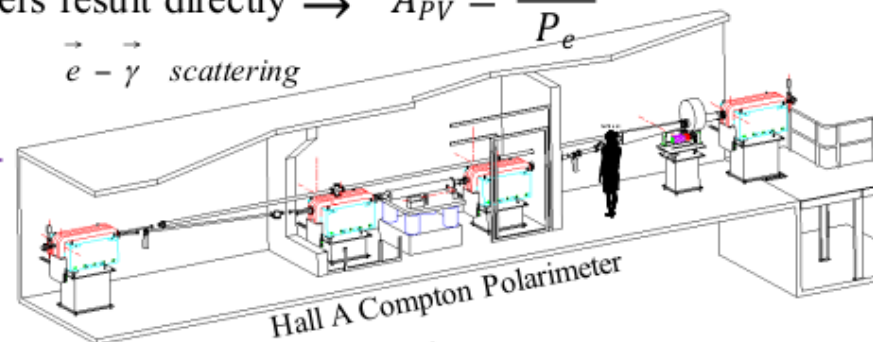 ers result directly → A_PV = ――
P_e
e⃗ – γ⃗ scattering
Hall A Compton Polarimeter